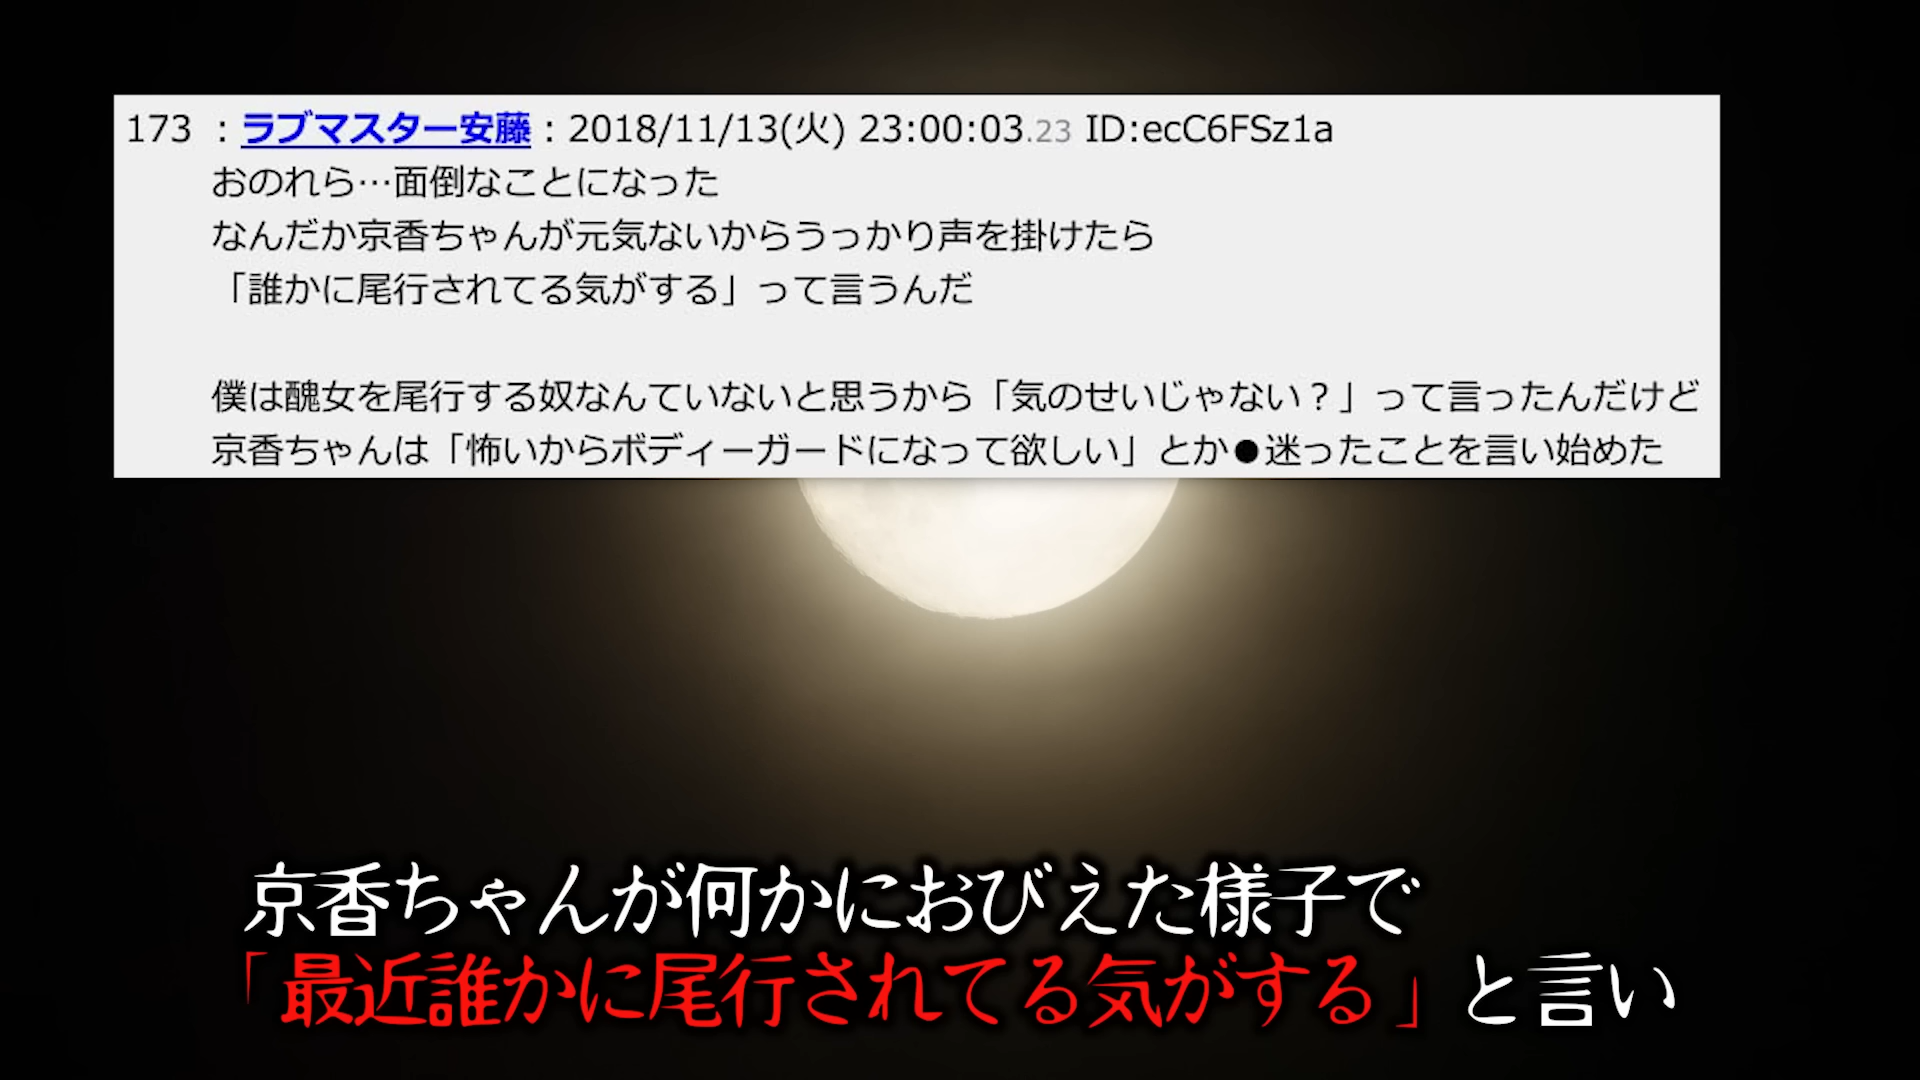 173 ：ラブマスター安藤：2018/11/13(火) 23:00:03.23 ID:ecC6FSz1a
おのれら…面倒なことになった
なんだか京香ちゃんが元気ないからうっかり声を掛けたら
「誰かに尾行されてる気がする」って言うんだ
僕は醜女を尾行する奴なんていないと思うから「気のせいじゃない？」って言ったんだけど
京香ちゃんは「怖いからボディーガードになって欲しい」とか●迷ったことを言い始めた
京香ちゃんが何かにおびえた様子で
「最近誰かに尾行されてる気がする」と言い